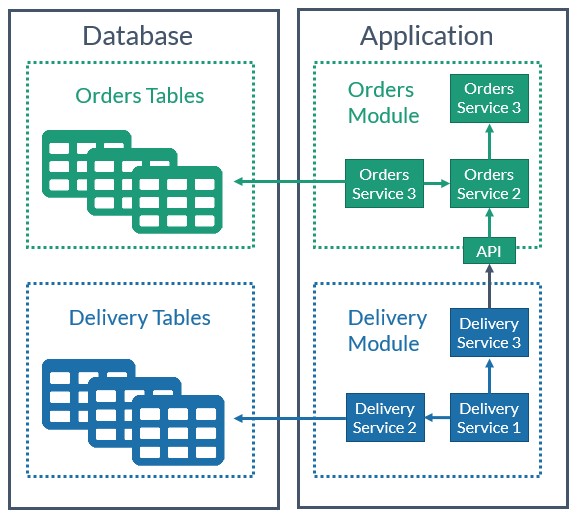 Database
Orders Tables
Delivery Tables
Application
Orders
Module
Orders
Service 3
Orders
Service 3
Orders
Service 2
API
Delivery
Module
Delivery
Service 3
Delivery
Service 2
Delivery
Service 1